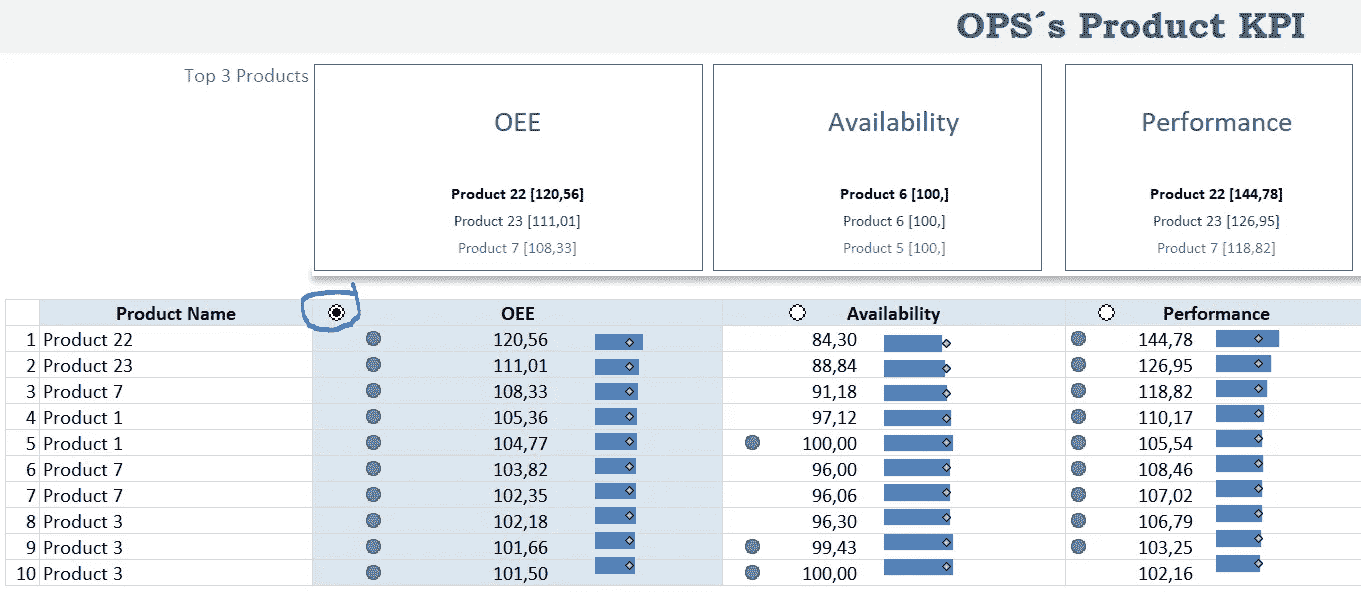 OPS´s Product KPI
Top 3 Products
OEE
Product 22 [120,56]
Product 23 [111,01]
Product 7 [108,33]
Availability
Product 6 [100,]
Product 6 [100,]
Product 5 [100,]
Performance
Product 22 [144,78]
Product 23 [126,95]
Product 7 [118,82]
Product Name OEE Availability Performance
1 Product 22 120,56 84,30 144,78
2 Product 23 111,01 88,84 126,95
3 Product 7 108,33 91,18 118,82
4 Product 1 105,36 97,12 110,17
5 Product 1 104,77 100,00 105,54
6 Product 7 103,82 96,00 108,46
7 Product 7 102,35 96,06 107,02
8 Product 3 102,18 96,30 106,79
9 Product 3 101,66 99,43 103,25
10 Product 3 101,50 100,00 102,16